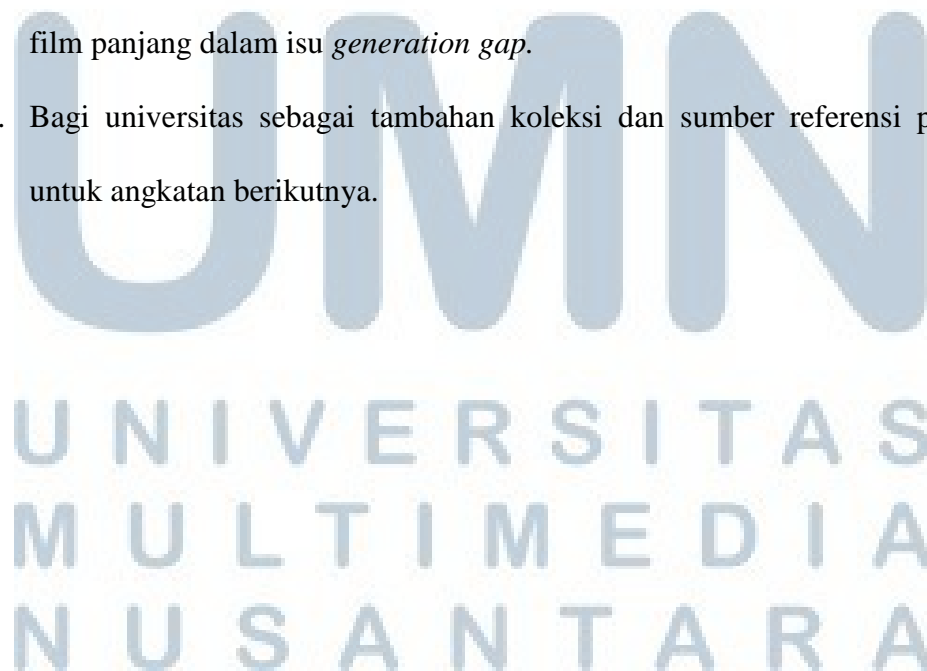 film panjang dalam isu generation gap.
. Bagi universitas sebagai tambahan koleksi dan sumber referensi
untuk angkatan berikutnya.
UMN
UNIVERSITAS
MULTIMEDIA
NUSANTARA